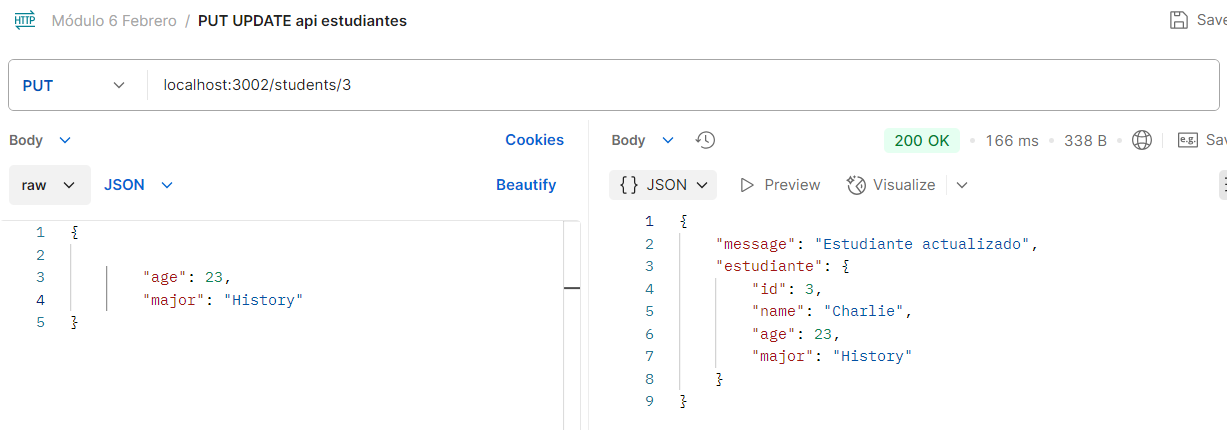 HTTP Módulo 6 Febrero / PUT UPDATE api estudiantes Save
PUT localhost:3002/students/3
Body Cookies
raw JSON Beautify
1 {
2
3 "age": 23,
4 "major": "History"
5 }
Body 200 OK • 166 ms • 338 B • e.g.
{} JSON Preview Visualize
1 {
2 "message": "Estudiante actualizado",
3 "estudiante": {
4 "id": 3,
5 "name": "Charlie",
6 "age": 23,
7 "major": "History"
8 }
9 }